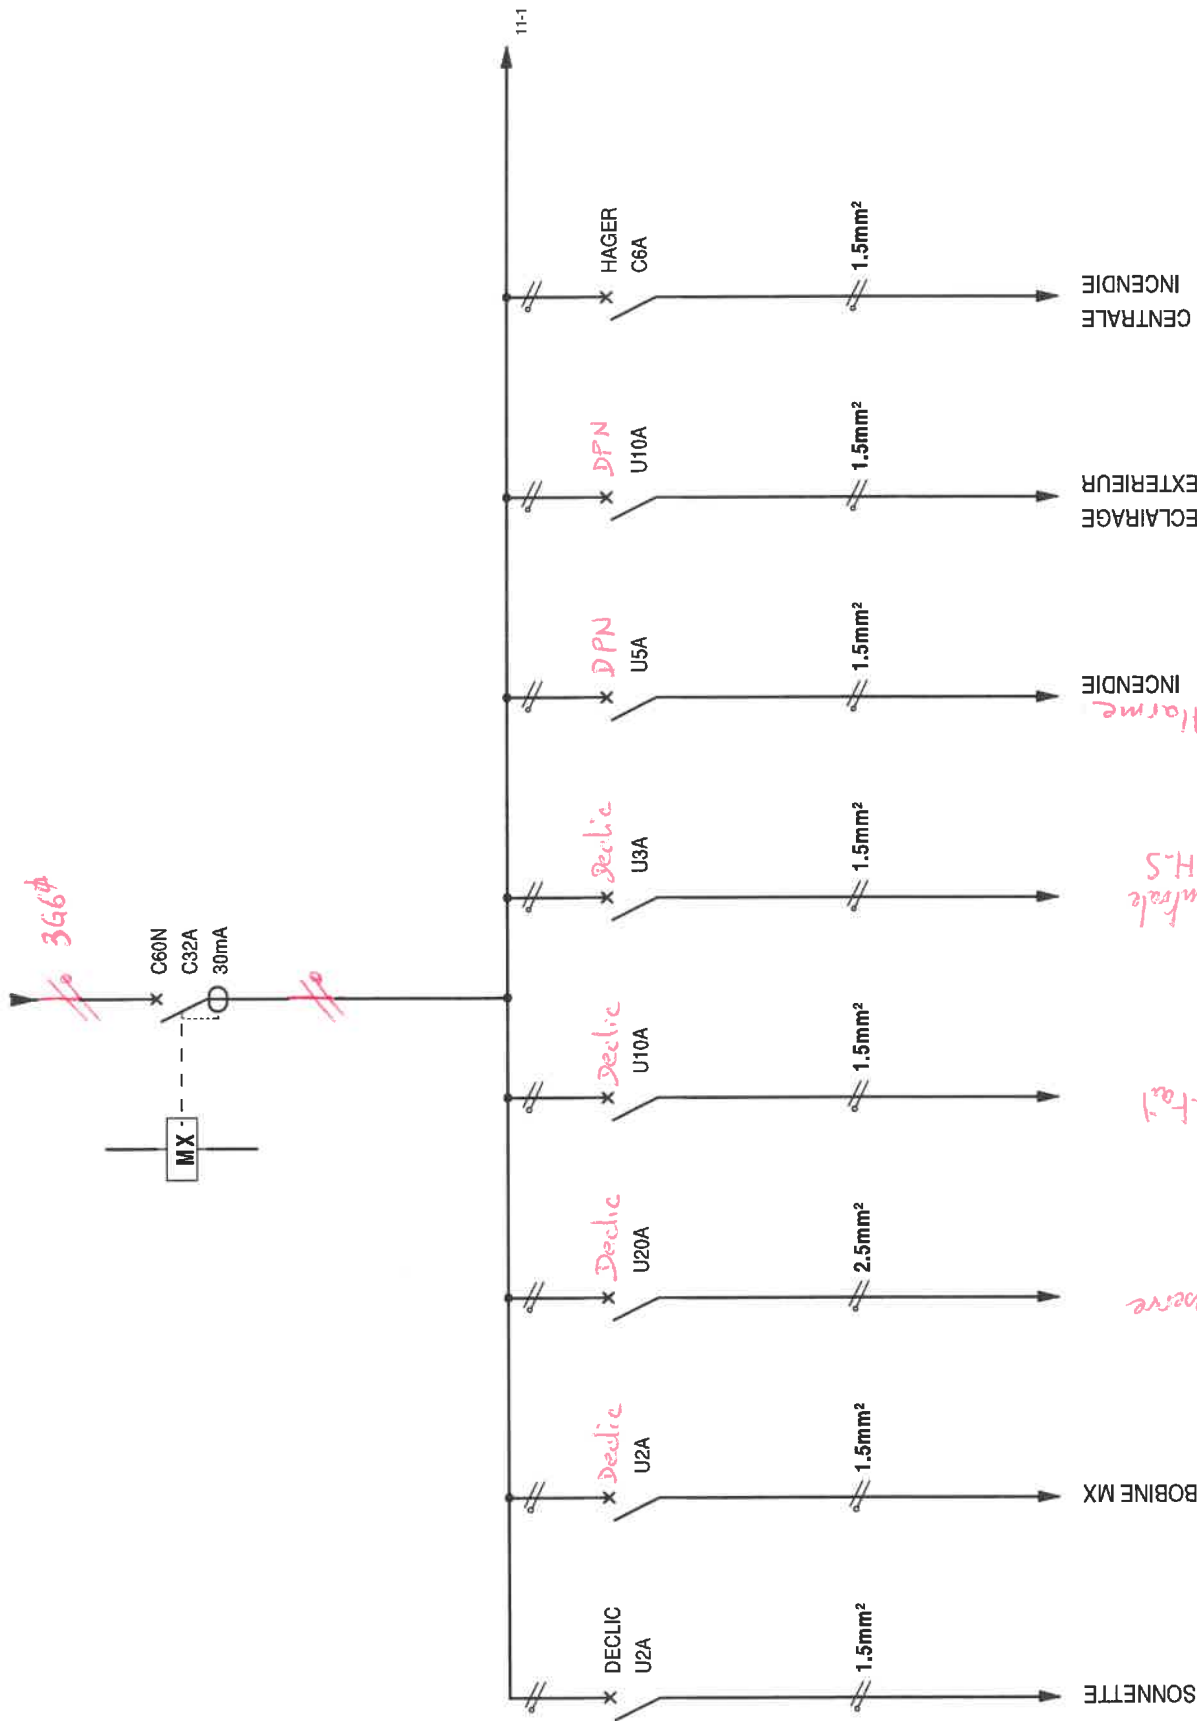 11-1
3G6⏀
C60N
C32A
30mA
MX
HAGER
C6A
1.5mm²
CENTRALE
INCENDIE
DPN
U10A
1.5mm²
ECLAIRAGE
EXTERIEUR
DPN
U5A
1.5mm²
INCENDIE
Declic
U3A
1.5mm²
H.S
Declic
U10A
1.5mm²
Declic
U20A
2.5mm²
Declic
U2A
1.5mm²
BOBINE MX
DECLIC
U2A
1.5mm²
SONNETTE